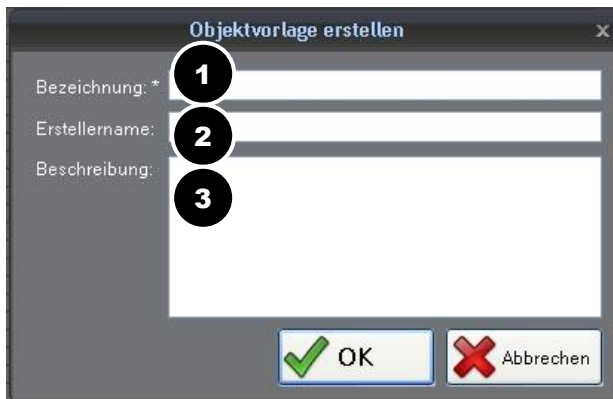 Objektvorlage erstellen x
Bezeichnung: * 1
Erstellername: 2
Beschreibung: 3
OK Abbrechen